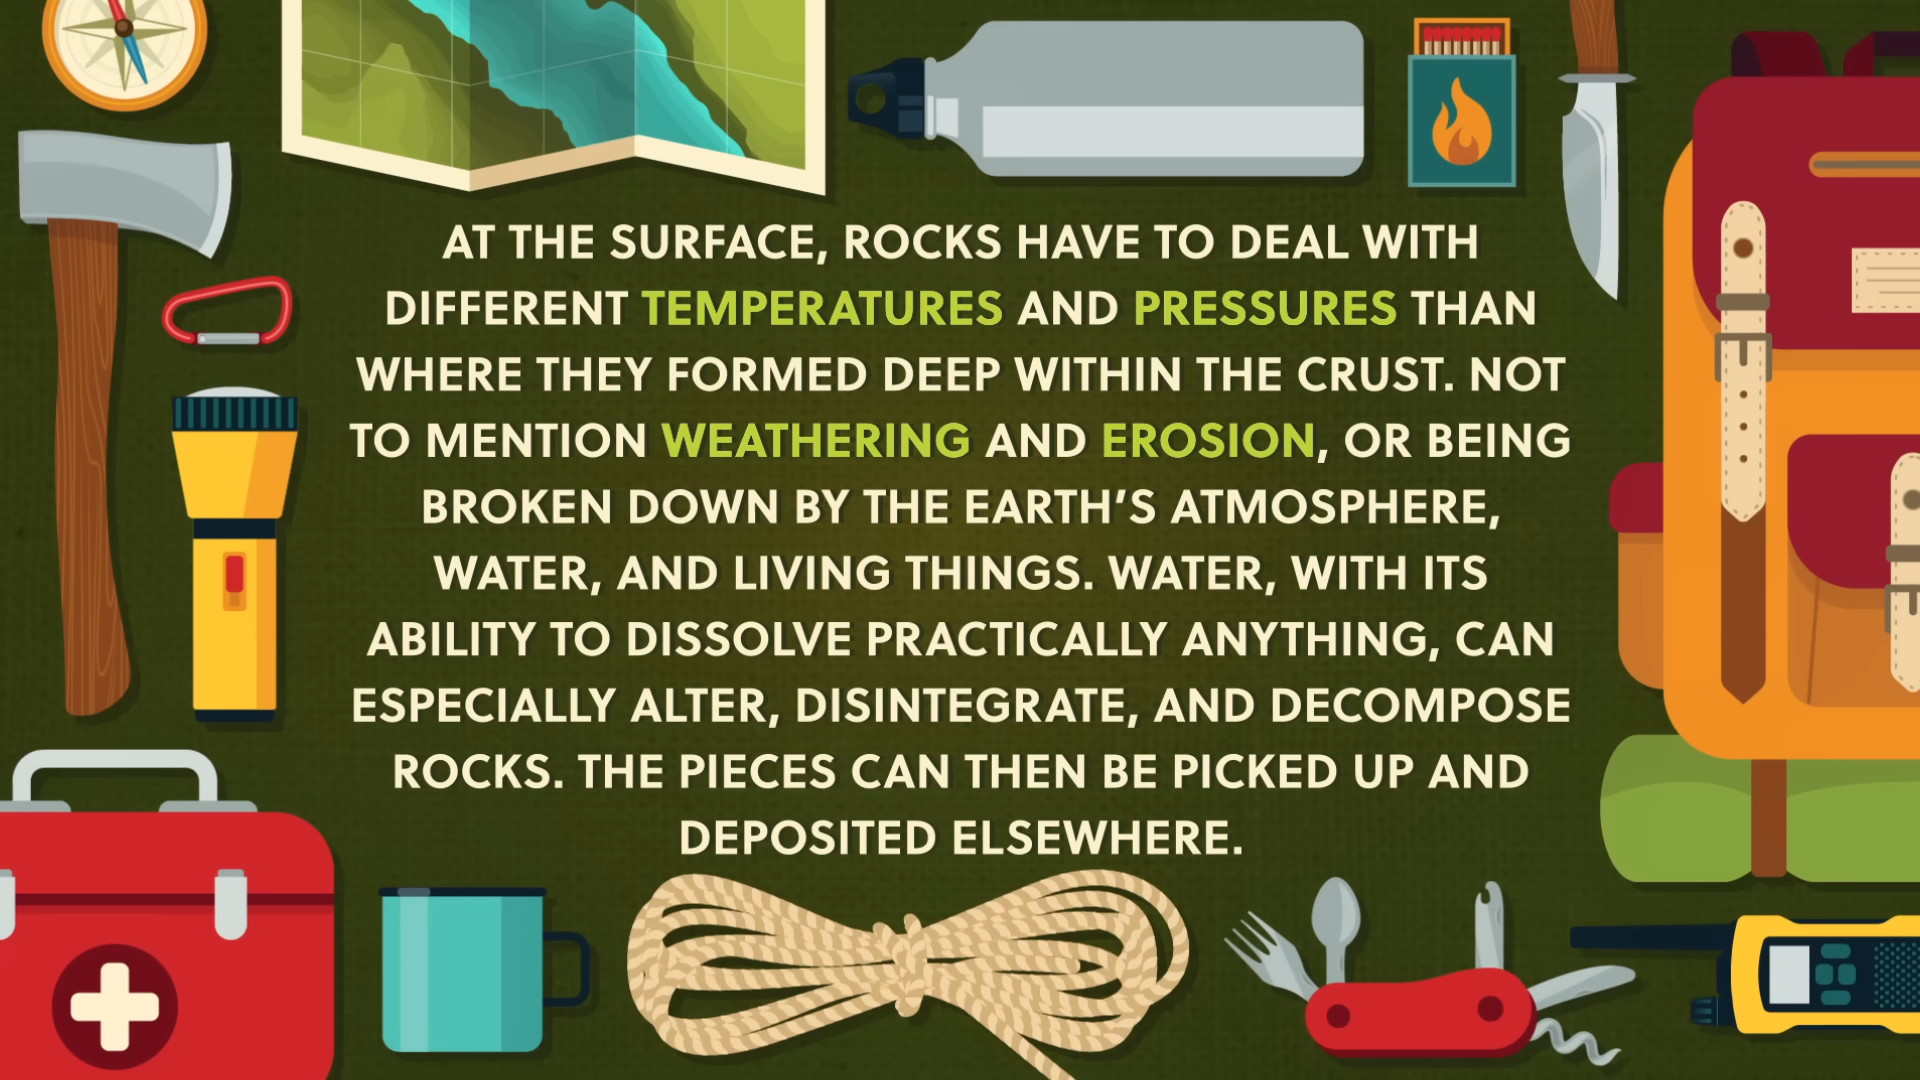 AT THE SURFACE, ROCKS HAVE TO DEAL WITH
DIFFERENT TEMPERATURES AND PRESSURES THAN
WHERE THEY FORMED DEEP WITHIN THE CRUST. NOT
TO MENTION WEATHERING AND EROSION, OR BEING
BROKEN DOWN BY THE EARTH'S ATMOSPHERE,
WATER, AND LIVING THINGS. WATER, WITH ITS
ABILITY TO DISSOLVE PRACTICALLY ANYTHING, CAN
ESPECIALLY ALTER, DISINTEGRATE, AND DECOMPOSE
ROCKS. THE PIECES CAN THEN BE PICKED UP AND
DEPOSITED ELSEWHERE.